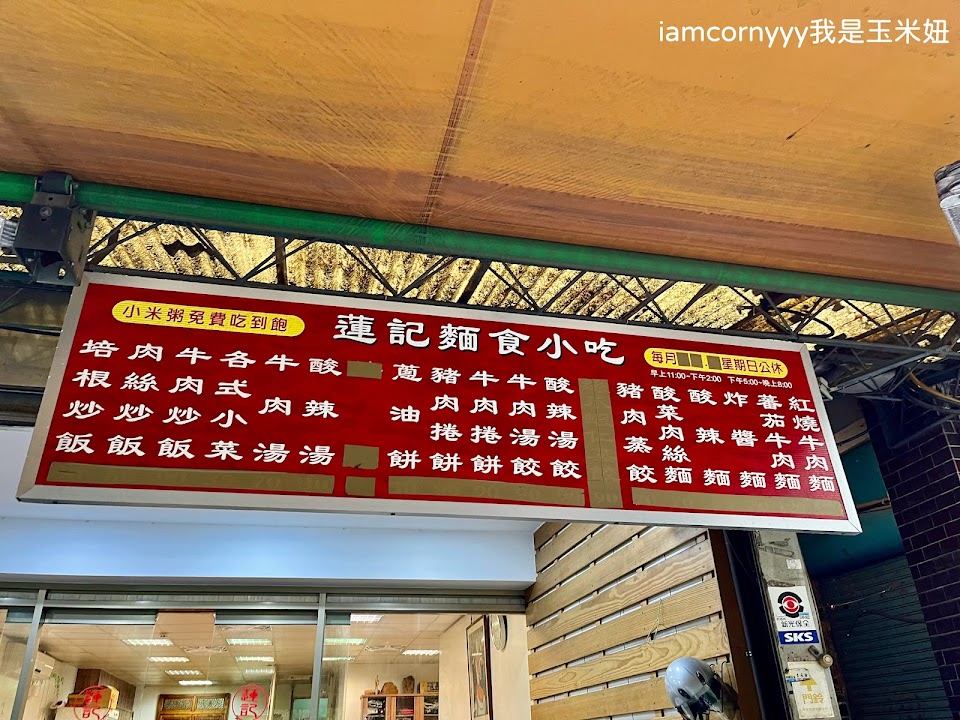 iamcornyyy我是玉米妞
小米粥免費吃到飽
蓮記麵食小吃
每月 星期日公休
早上11:00-下午2:00 下午5:00-晚上8:00
紅燒牛肉麵
蕃茄牛肉麵
炸醬麵
酸辣麵
酸菜肉絲麵
豬肉蒸餃
酸辣湯餃
牛肉湯餃
牛肉捲餅
豬肉捲餅
蔥油餅
酸辣湯
牛肉湯
各式小菜
牛肉炒飯
肉絲炒飯
培根炒飯
新光保全
SKS
蓮記
蓮記